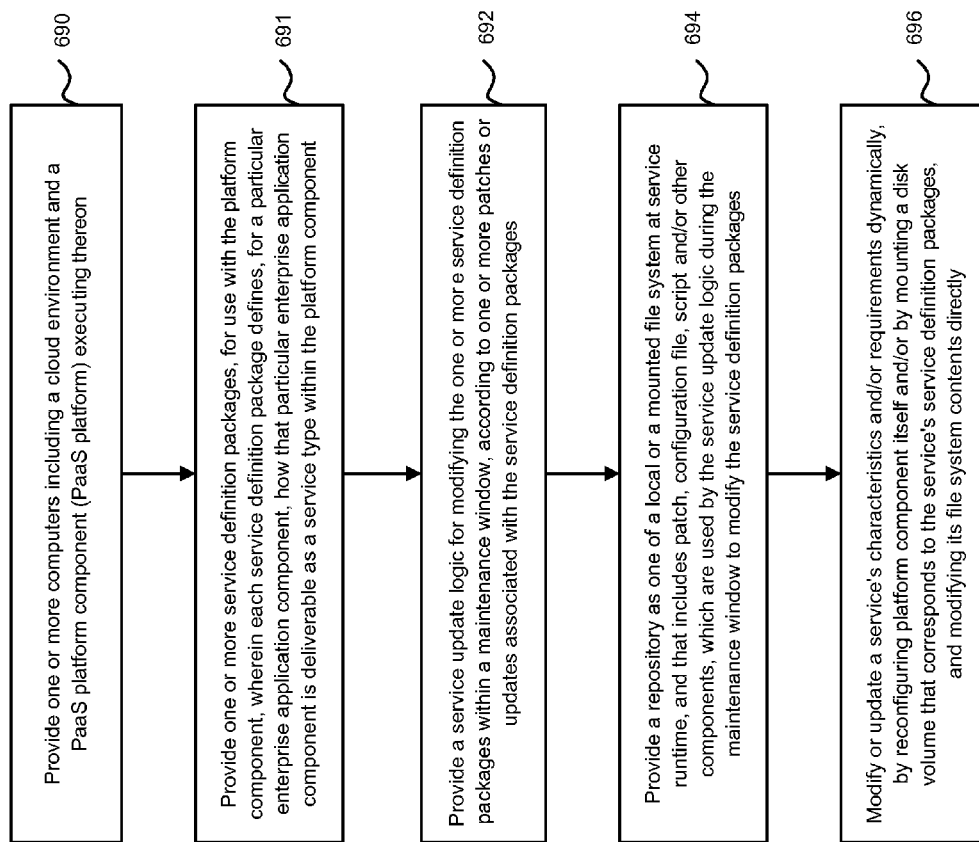 Provide one or more computers including a cloud environment and a
PaaS platform component (PaaS platform) executing thereon
690
Provide one or more service definition packages, for use with the platform
component, wherein each service definition package defines, for a particular
enterprise application component, how that particular enterprise application
component is deliverable as a service type within the platform component
691
Provide a service update logic for modifying the one or more service definition
packages within a maintenance window, according to one or more patches or
updates associated with the service definition packages
692
Provide a repository as one of a local or a mounted file system at service
runtime, and that includes patch, configuration file, script and/or other
components, which are used by the service update logic during the
maintenance window to modify the service definition packages
694
Modify or update a service's characteristics and/or requirements dynamically,
by reconfiguring platform component itself and/or by mounting a disk
volume that corresponds to the service's service definition packages,
and modifying its file system contents directly
696